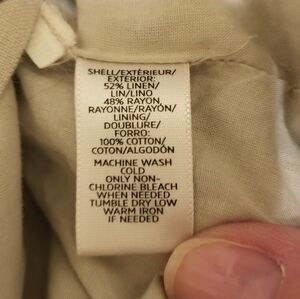 SHELL/EXTÉRIEUR/
EXTERIOR:
52% LINEN/
LIN/LINO
48% RAYON/
RAYONNE/RAYÓN/
LINING/
DOUBLURE/
FORRO:
100% COTTON/
COTON/ALGODÓN
MACHINE WASH
COLD
ONLY NON-
CHLORINE BLEACH
WHEN NEEDED
TUMBLE DRY LOW
WARM IRON
IF NEEDED